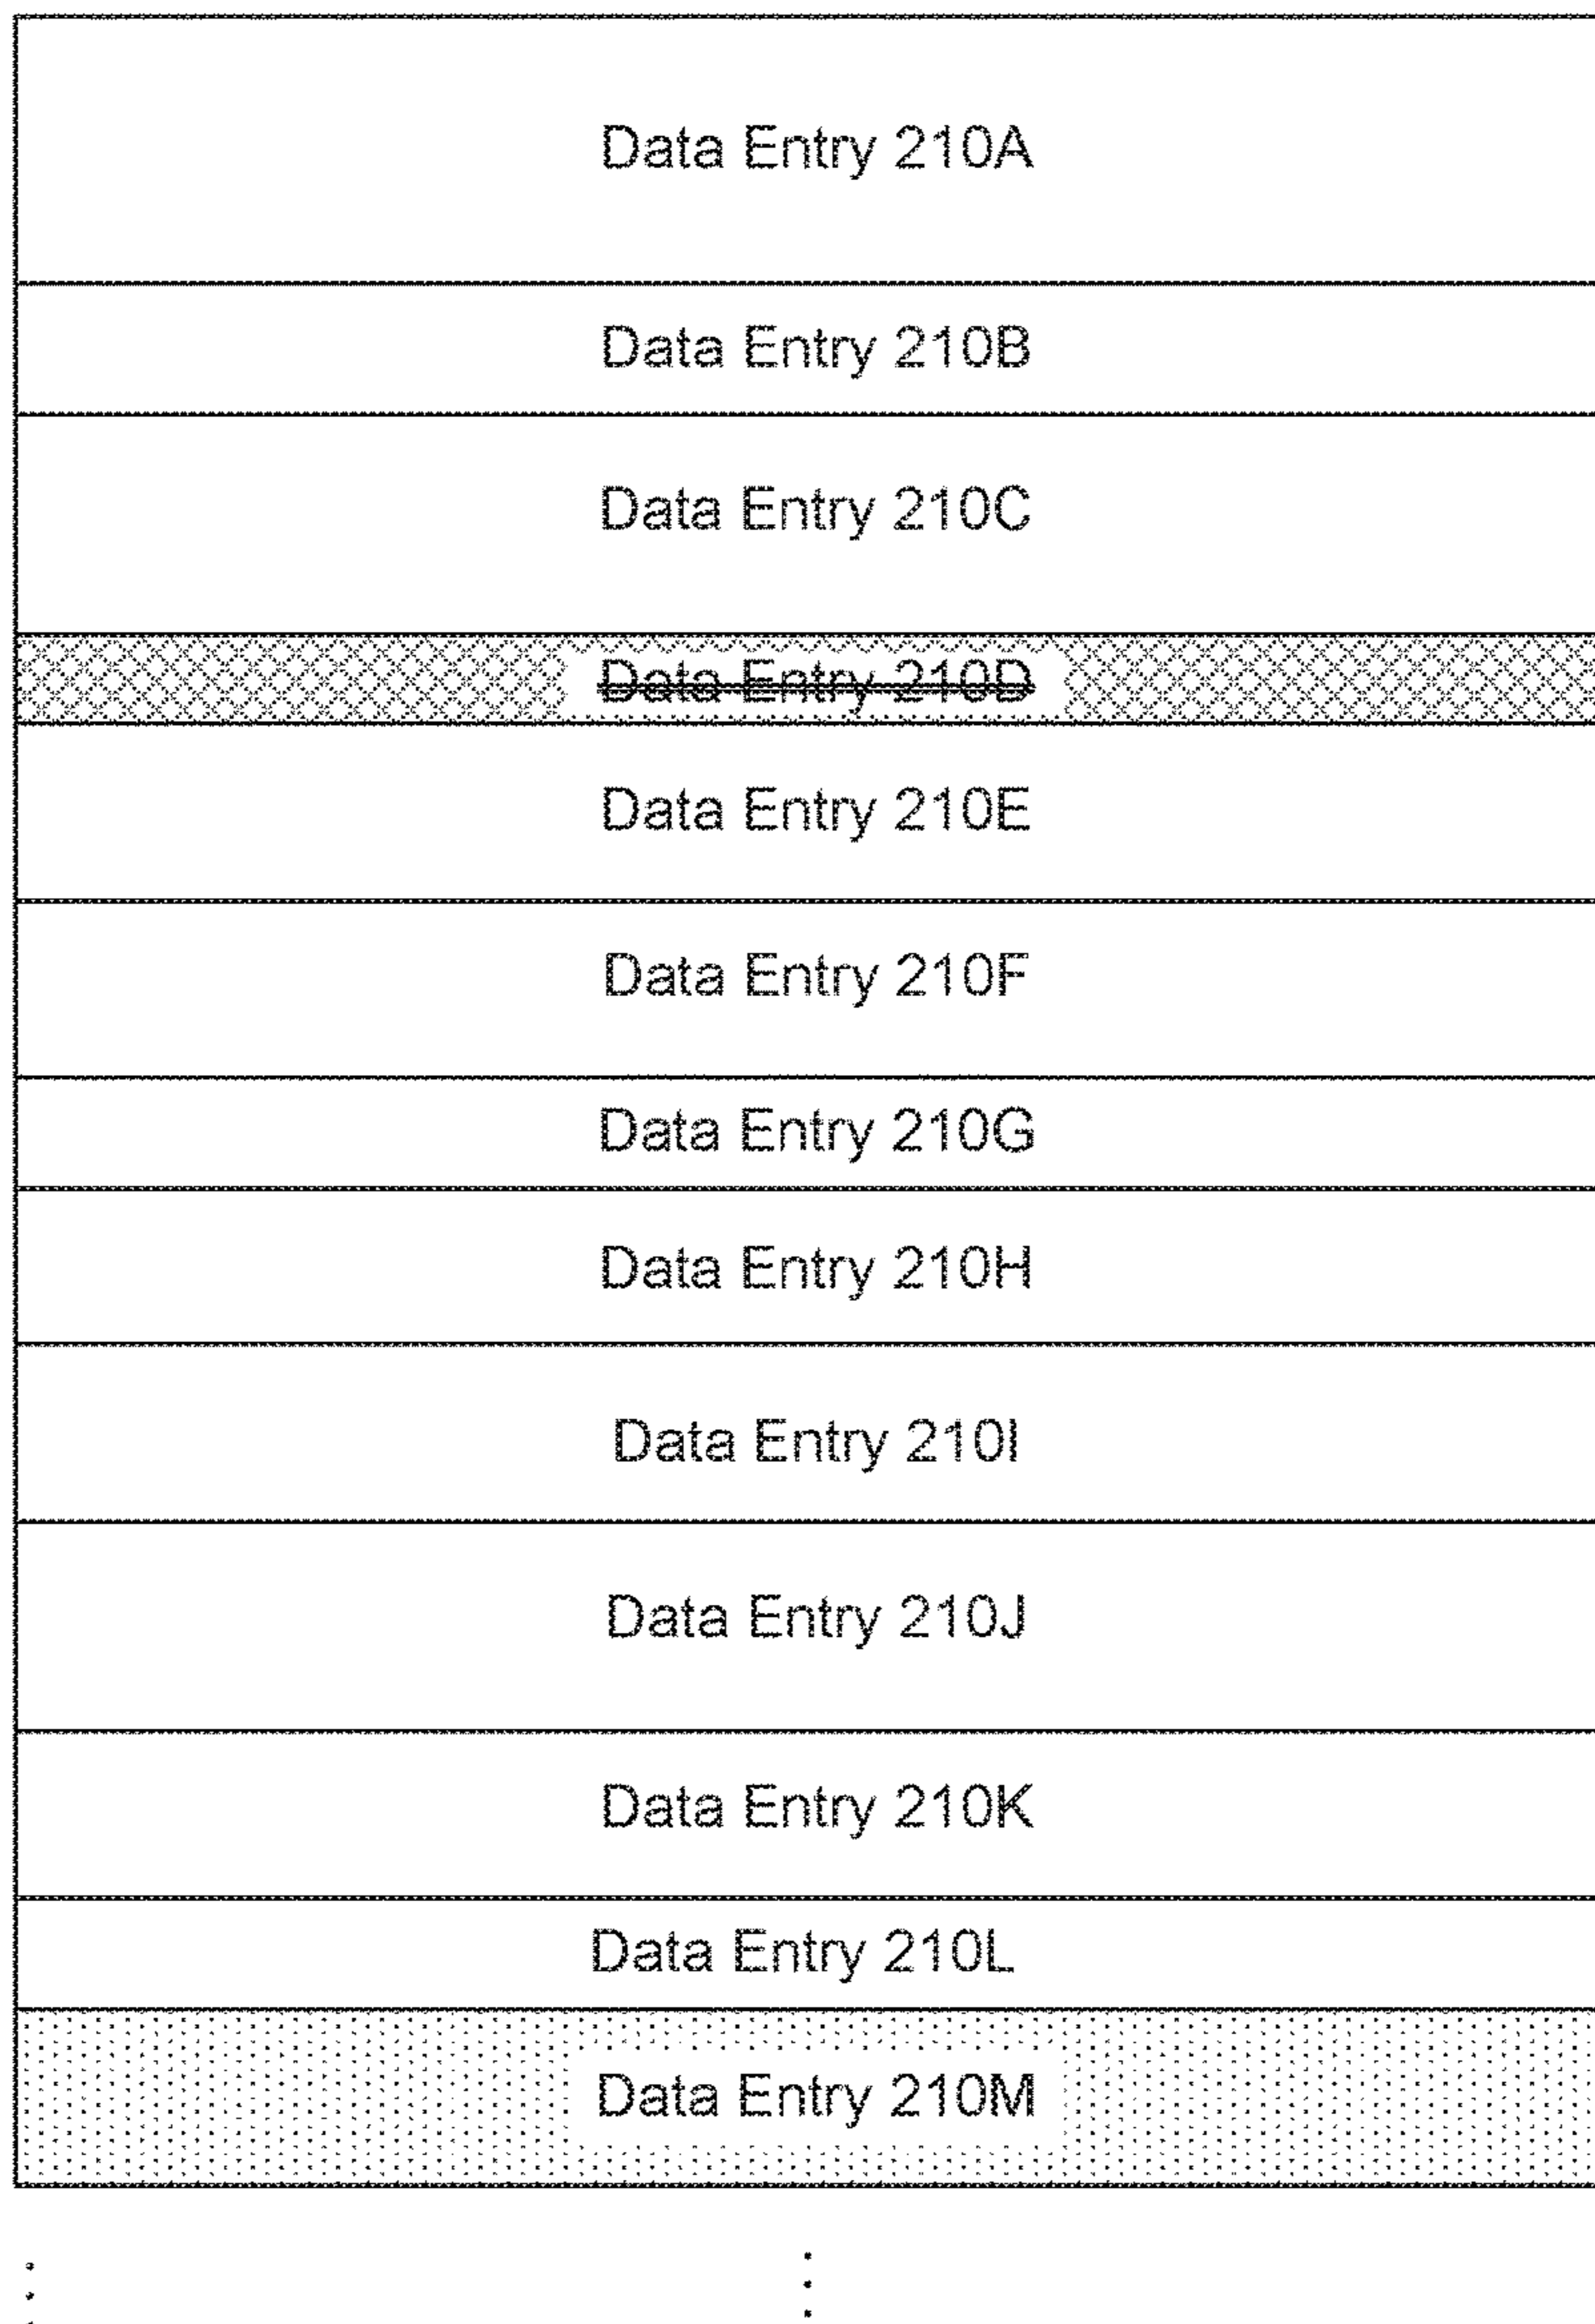 Data Entry 210A
Data Entry 210B
Data Entry 210C
Data Entry 210D
Data Entry 210E
Data Entry 210F
Data Entry 210G
Data Entry 210H
Data Entry 210I
Data Entry 210J
Data Entry 210K
Data Entry 210L
Data Entry 210M